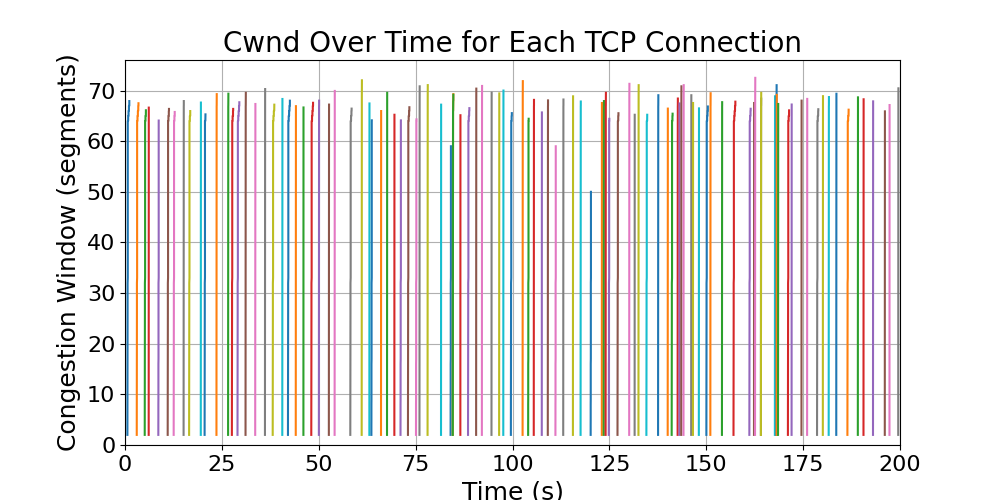 Cwnd Over Time for Each TCP Connection
Congestion Window (segments)
70
60
50
40
30
20
10
0
0 25 50 75 100 125 150 175 200
Time (s)